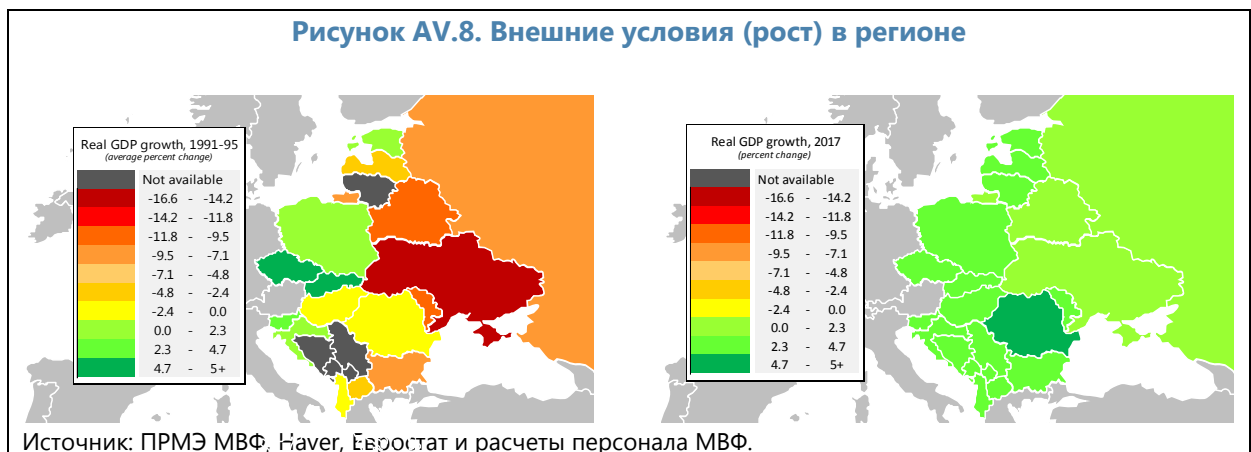 Рисунок AV.8. Внешние условия (рост) в регионе
Real GDP growth, 1991-95
(average percent change)
Not available
-16.6 - -14.2
-14.2 - -11.8
-11.8 - -9.5
-9.5 - -7.1
-7.1 - -4.8
-4.8 - -2.4
-2.4 - 0.0
0.0 - 2.3
2.3 - 4.7
4.7 - 5+
Real GDP growth, 2017
(percent change)
Not available
-16.6 - -14.2
-14.2 - -11.8
-11.8 - -9.5
-9.5 - -7.1
-7.1 - -4.8
-4.8 - -2.4
-2.4 - 0.0
0.0 - 2.3
2.3 - 4.7
4.7 - 5+
Источник: ПРМЭ МВФ, Haver, Евростат и расчеты персонала МВФ.